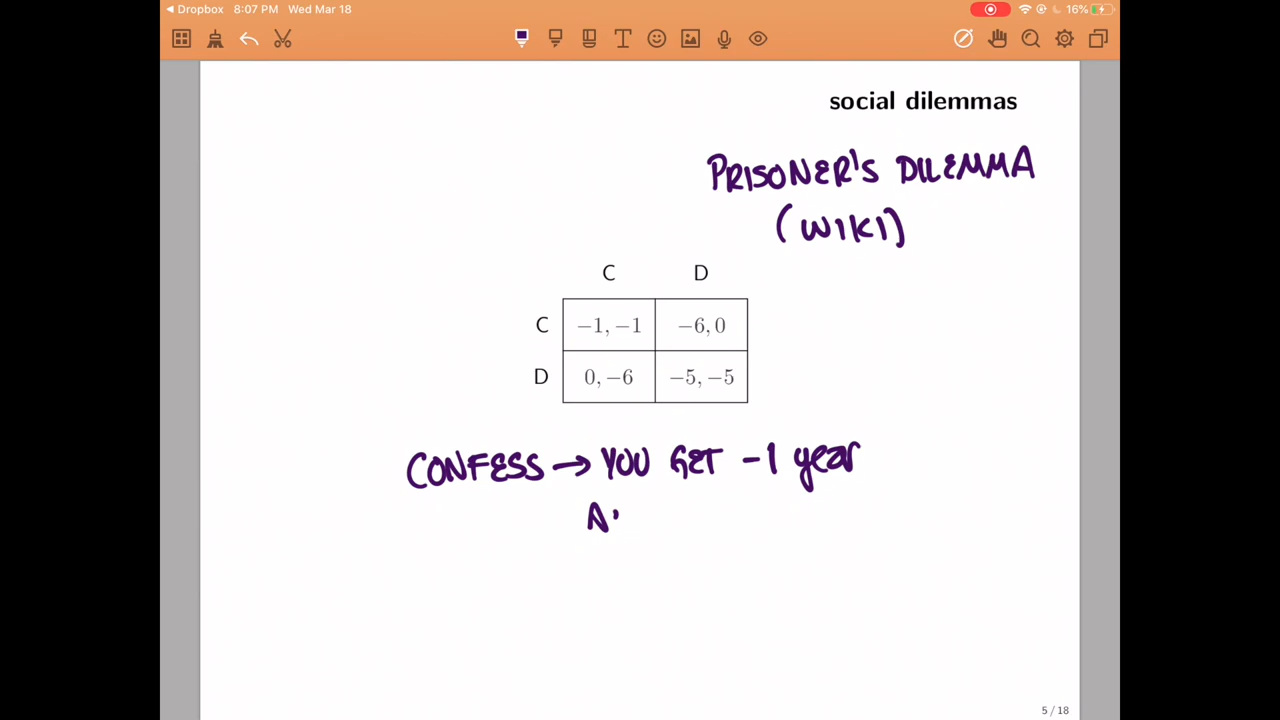 Dropbox 8:07 PM Wed Mar 18 16%
social dilemmas
PRISONER'S DILEMMA
(WIKI)
C D
C −1, −1 −6, 0
D 0, −6 −5, −5
CONFESS → YOU GET -1 year
5 / 18